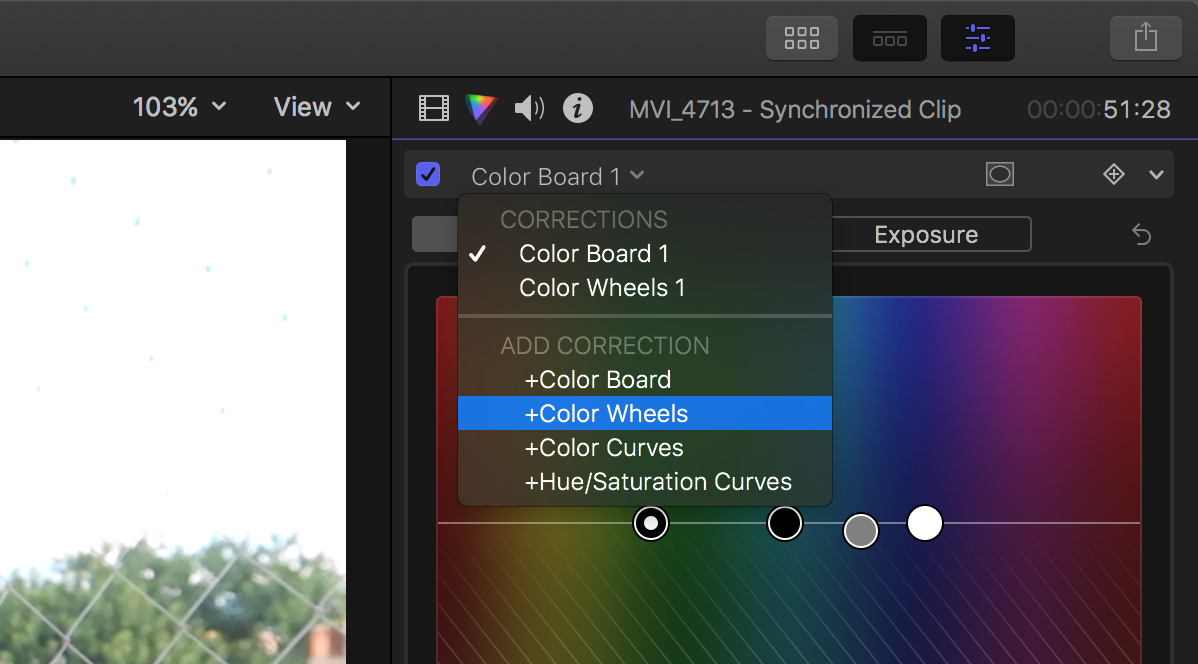 103% View MVI_4713 - Synchronized Clip 00:00:51:28
Color Board 1
CORRECTIONS
Color Board 1
Color Wheels 1
Exposure
ADD CORRECTION
+Color Board
+Color Wheels
+Color Curves
+Hue/Saturation Curves